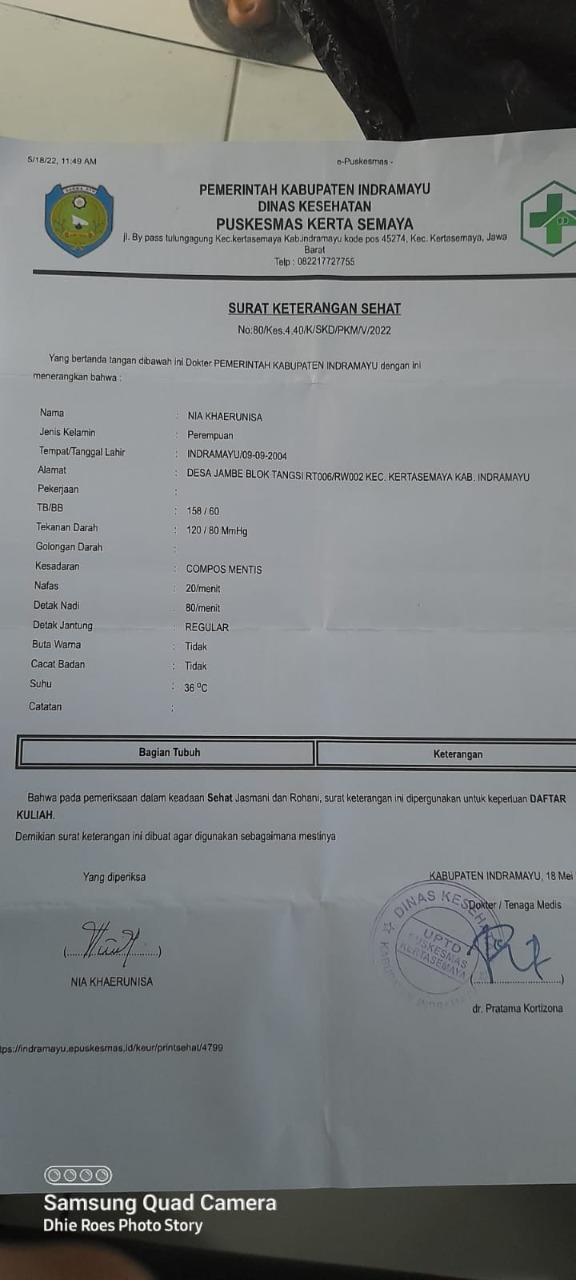 5/18/22, 11:49 AM
e-Puskesmas -
PEMERINTAH KABUPATEN INDRAMAYU
DINAS KESEHATAN
PUSKESMAS KERTA SEMAYA
jl. By pass tulungagung Kec.kertasemaya Kab.indramayu kode pos 45274, Kec. Kertasemaya, Jawa
Barat
Telp : 082217727755
SURAT KETERANGAN SEHAT
No:80/Kes.4.40/K/SKD/PKM/V/2022
Yang bertanda tangan dibawah ini Dokter PEMERINTAH KABUPATEN INDRAMAYU dengan ini
menerangkan bahwa :
Nama : NIA KHAERUNISA
Jenis Kelamin : Perempuan
Tempat/Tanggal Lahir : INDRAMAYU/09-09-2004
Alamat : DESA JAMBE BLOK TANGSI RT006/RW002 KEC. KERTASEMAYA KAB. INDRAMAYU
Pekerjaan :
TB/BB : 158 / 60
Tekanan Darah : 120 / 80 MmHg
Golongan Darah :
Kesadaran : COMPOS MENTIS
Nafas : 20/menit
Detak Nadi : 80/menit
Detak Jantung : REGULAR
Buta Warna : Tidak
Cacat Badan : Tidak
Suhu : 36 °C
Catatan :
Bagian Tubuh Keterangan
Bahwa pada pemeriksaan dalam keadaan Sehat Jasmani dan Rohani, surat keterangan ini dipergunakan untuk keperluan DAFTAR
KULIAH.
Demikian surat keterangan ini dibuat agar digunakan sebagaimana mestinya
KABUPATEN INDRAMAYU, 18 Mei
Yang diperiksa
Dokter / Tenaga Medis
DINAS KESEHAT
UPTD
PUSKESMAS
KERTASEMAYA
(..................)
NIA KHAERUNISA
(..................)
dr. Pratama Kortizona
tps://indramayu.epuskesmas.id/keur/printsehat/4799
Samsung Quad Camera
Dhie Roes Photo Story